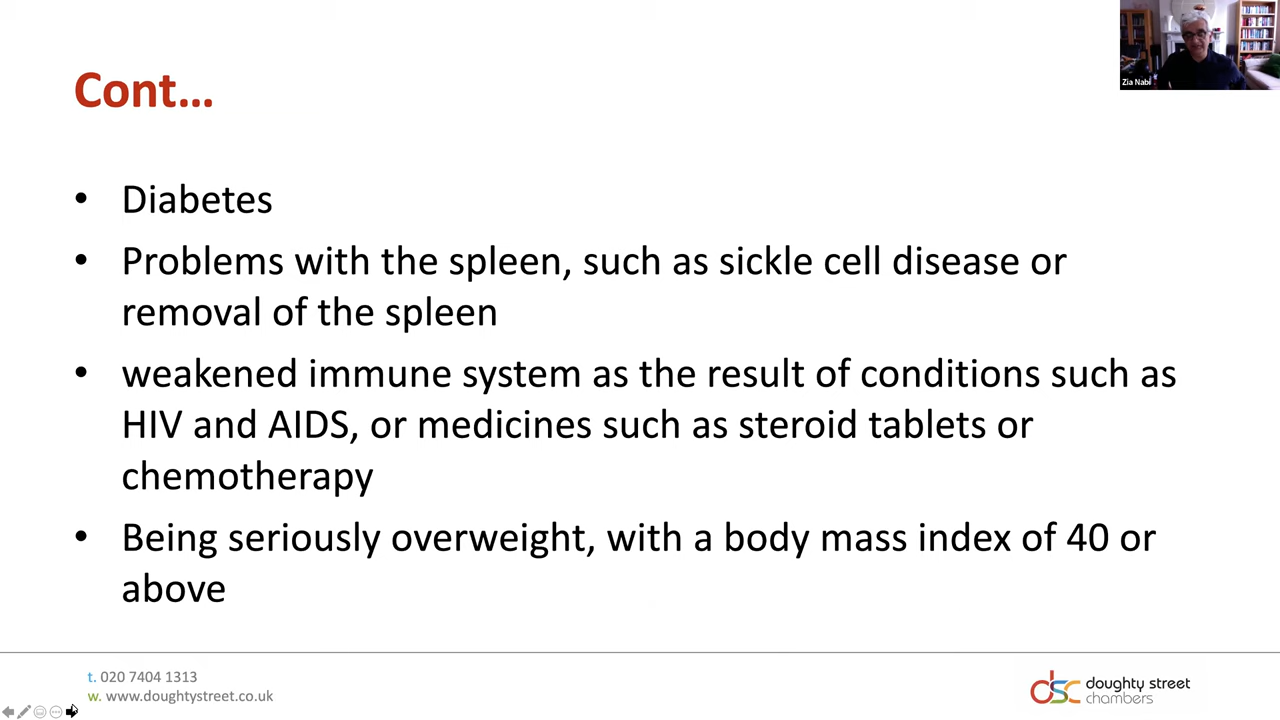 Cont...
Zia Nabi
• Diabetes
• Problems with the spleen, such as sickle cell disease or
removal of the spleen
• weakened immune system as the result of conditions such as
HIV and AIDS, or medicines such as steroid tablets or
chemotherapy
• Being seriously overweight, with a body mass index of 40 or
above
t. 020 7404 1313
w. www.doughtystreet.co.uk
dsc doughty street
chambers